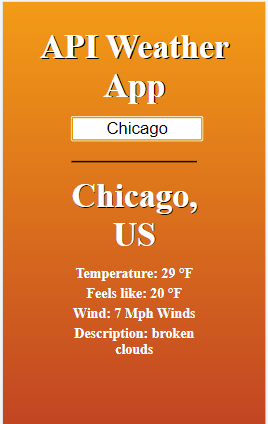 API Weather
App
Chicago
Chicago,
US
Temperature: 29 °F
Feels like: 20 °F
Wind: 7 Mph Winds
Description: broken
clouds